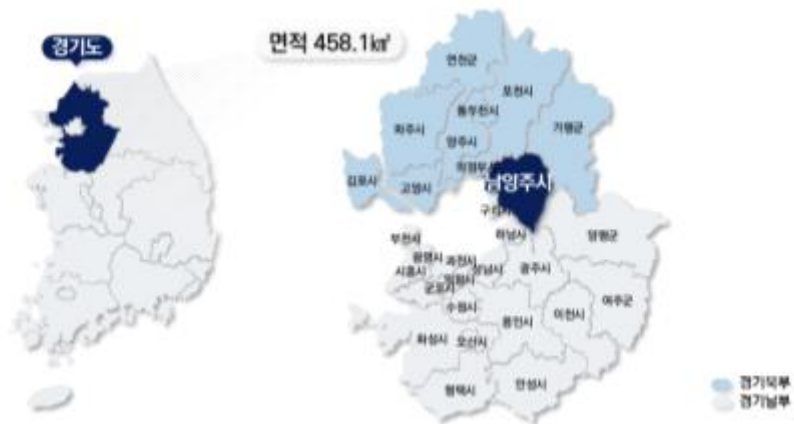 경기도
면적 458.1㎢
연천군
포천시
동두천시
파주시
양주시
가평군
의정부시
김포시
고양시
남양주시
구리시
하남시
양평군
부천시
광명시
과천시
시흥시
성남시
광주시
군포시
수원시
용인시
이천시
여주군
화성시
오산시
평택시
안성시
경기북부
경기남부